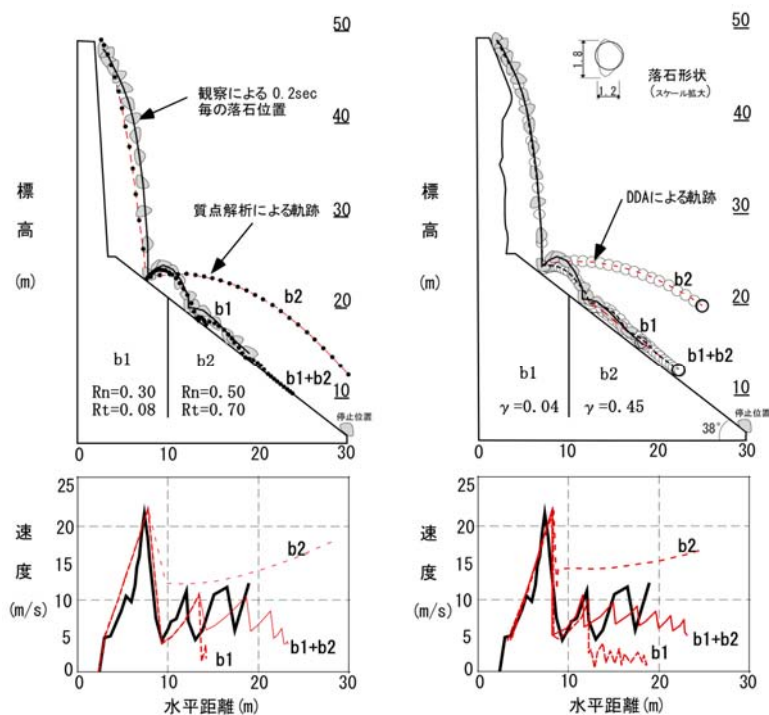 50
40
30
20
10
標高
(m)
観察による0.2sec
毎の落石位置
質点解析による軌跡
b2
b1
b1+b2
b1
Rn=0.30
Rt=0.08
b2
Rn=0.50
Rt=0.70
停止位置
0
10
20
30
50
40
30
20
10
標高
(m)
1.8
1.2
落石形状
(スケール拡大)
DDAによる軌跡
b2
b1
b1+b2
b1
γ=0.04
b2
γ=0.45
38°
停止位置
0
10
20
30
25
20
15
10
5
0
速度
(m/s)
b2
b1+b2
b1
0
10
20
30
水平距離(m)
25
20
15
10
5
0
速度
(m/s)
b2
b1+b2
b1
0
10
20
30
水平距離(m)